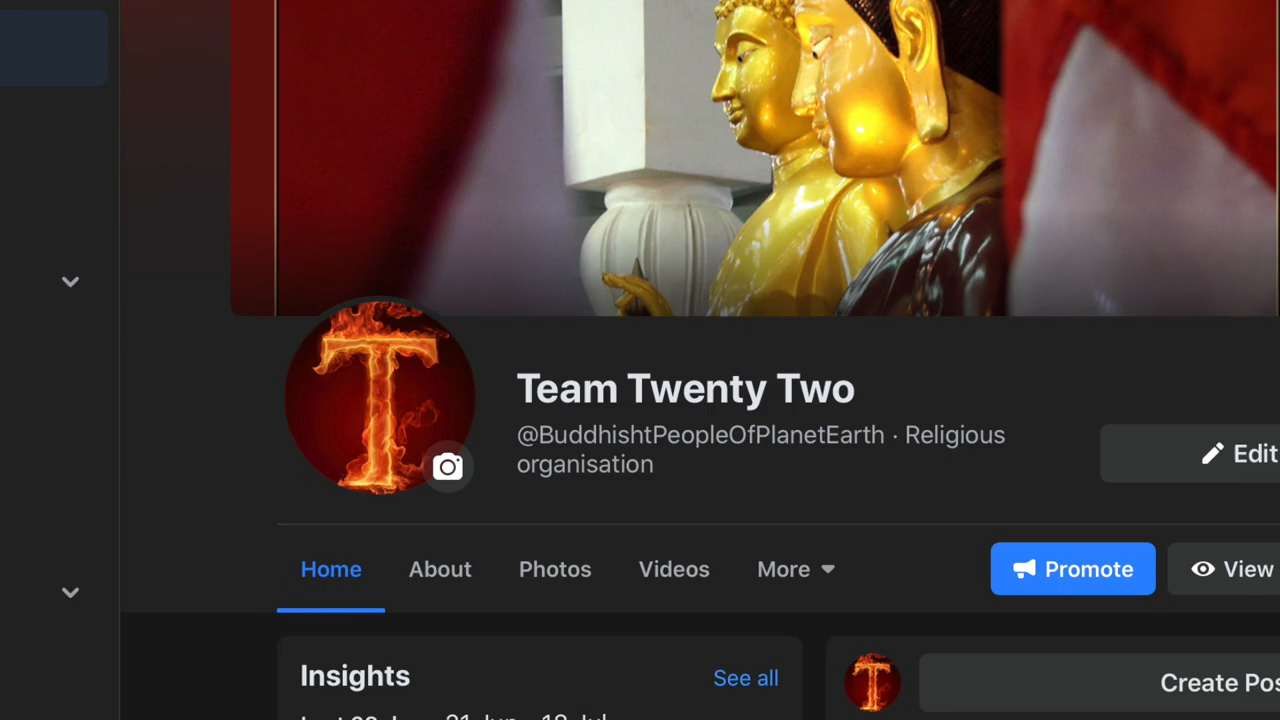 T
Team Twenty Two
@BuddhishtPeopleOfPlanetEarth · Religious
organisation
Edit
Home About Photos Videos More
Promote View
Insights See all
T
Create Pos